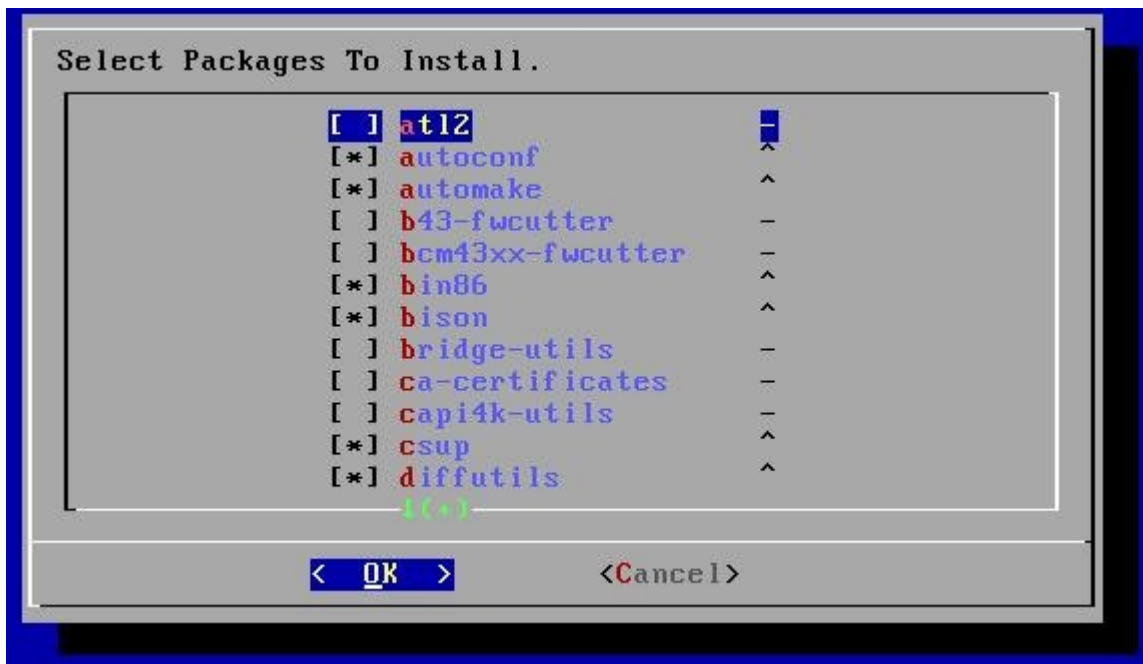 Select Packages To Install.
[ ] atl2 -
[*] autoconf ^
[*] automake ^
[ ] b43-fwcutter -
[ ] bcm43xx-fwcutter -
[*] bin86 ^
[*] bison ^
[ ] bridge-utils -
[ ] ca-certificates -
[ ] capi4k-utils -
[*] csup ^
[*] diffutils ^
↓(+)
< OK > <Cancel>